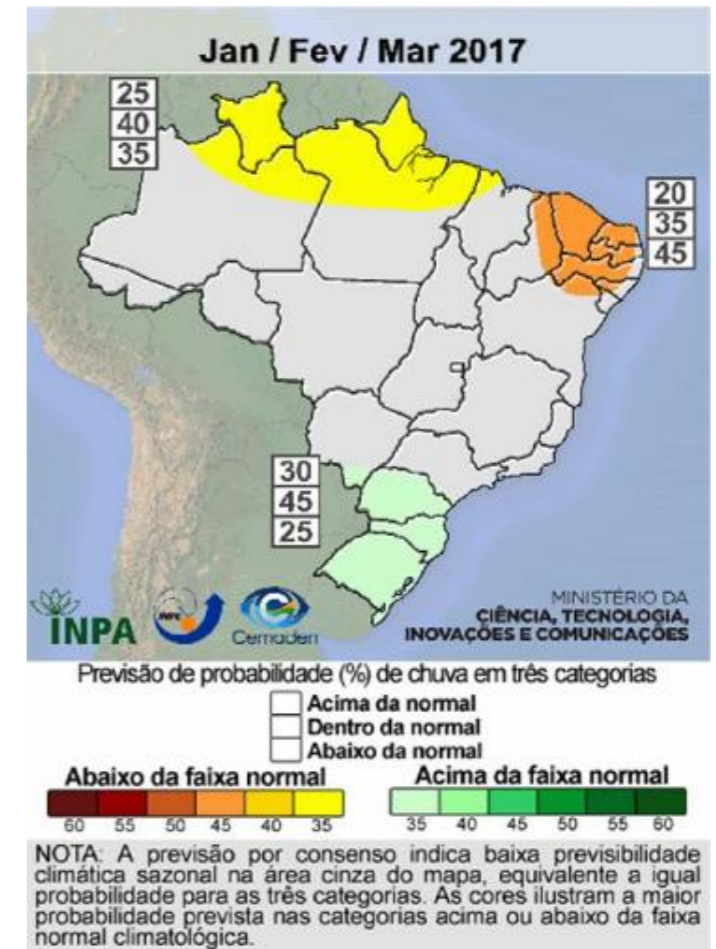 Jan / Fev / Mar 2017
25
40
35
20
35
45
30
45
25
INPA
INPE
Cemaden
MINISTÉRIO DA
CIÊNCIA, TECNOLOGIA,
INOVAÇÕES E COMUNICAÇÕES
Previsão de probabilidade (%) de chuva em três categorias
Acima da normal
Dentro da normal
Abaixo da normal
Abaixo da faixa normal
60 55 50 45 40 35
Acima da faixa normal
35 40 45 50 55 60
NOTA: A previsão por consenso indica baixa previsibilidade
climática sazonal na área cinza do mapa, equivalente a igual
probabilidade para as três categorias. As cores ilustram a maior
probabilidade prevista nas categorias acima ou abaixo da faixa
normal climatológica.